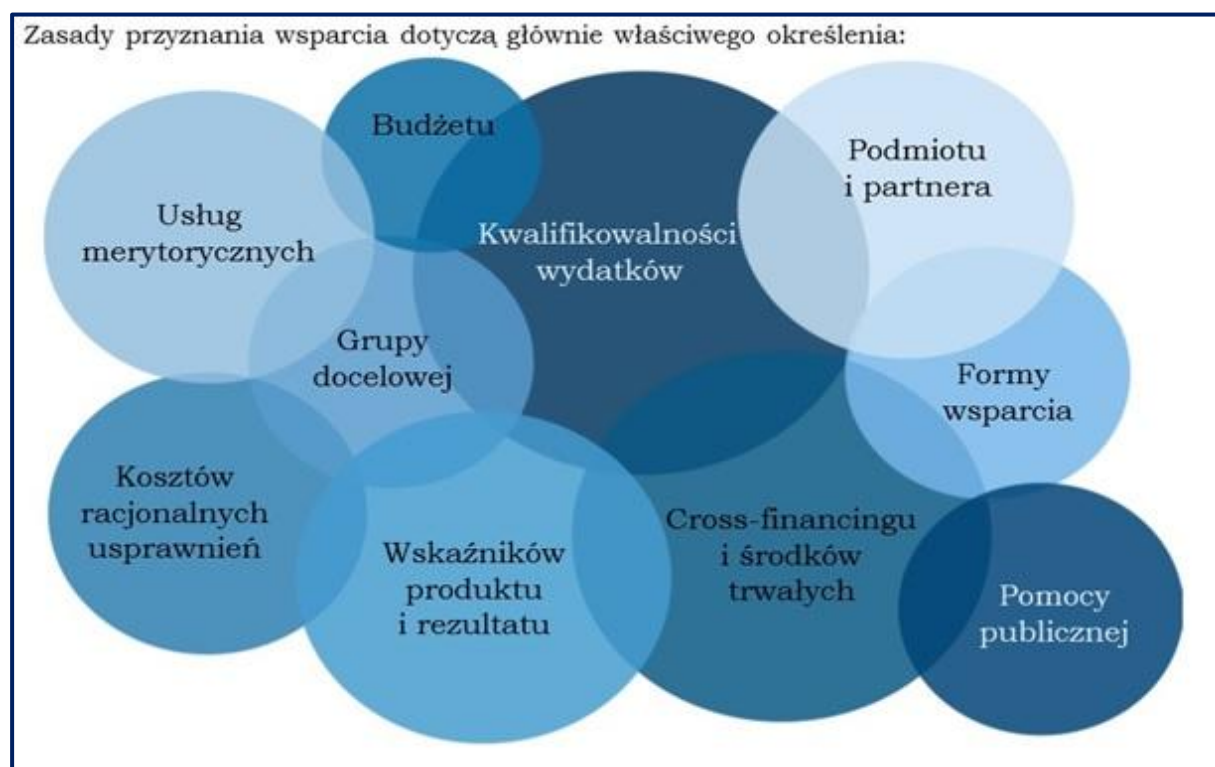 Zasady przyznania wsparcia dotyczą głównie właściwego określenia:
Budżetu
Podmiotu
i partnera
Usług
merytorycznych
Kwalifikowalności
wydatków
Grupy
docelowej
Formy
wsparcia
Kosztów
racjonalnych
usprawnień
Wskaźników
produktu
i rezultatu
Cross-financingu
i środków
trwałych
Pomocy
publicznej